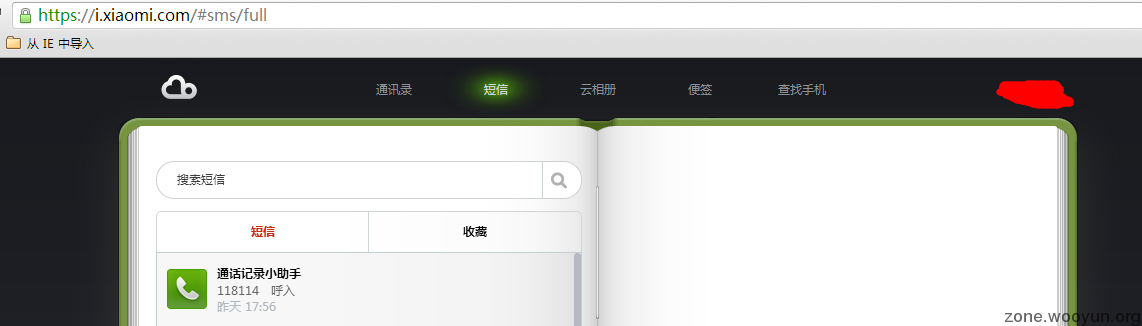 https://i.xiaomi.com/#sms/full
从 IE 中导入
通讯录 短信 云相册 便签 查找手机
搜索短信
短信 收藏
通话记录小助手
118114 呼入
昨天 17:56
zone.wooyun.org